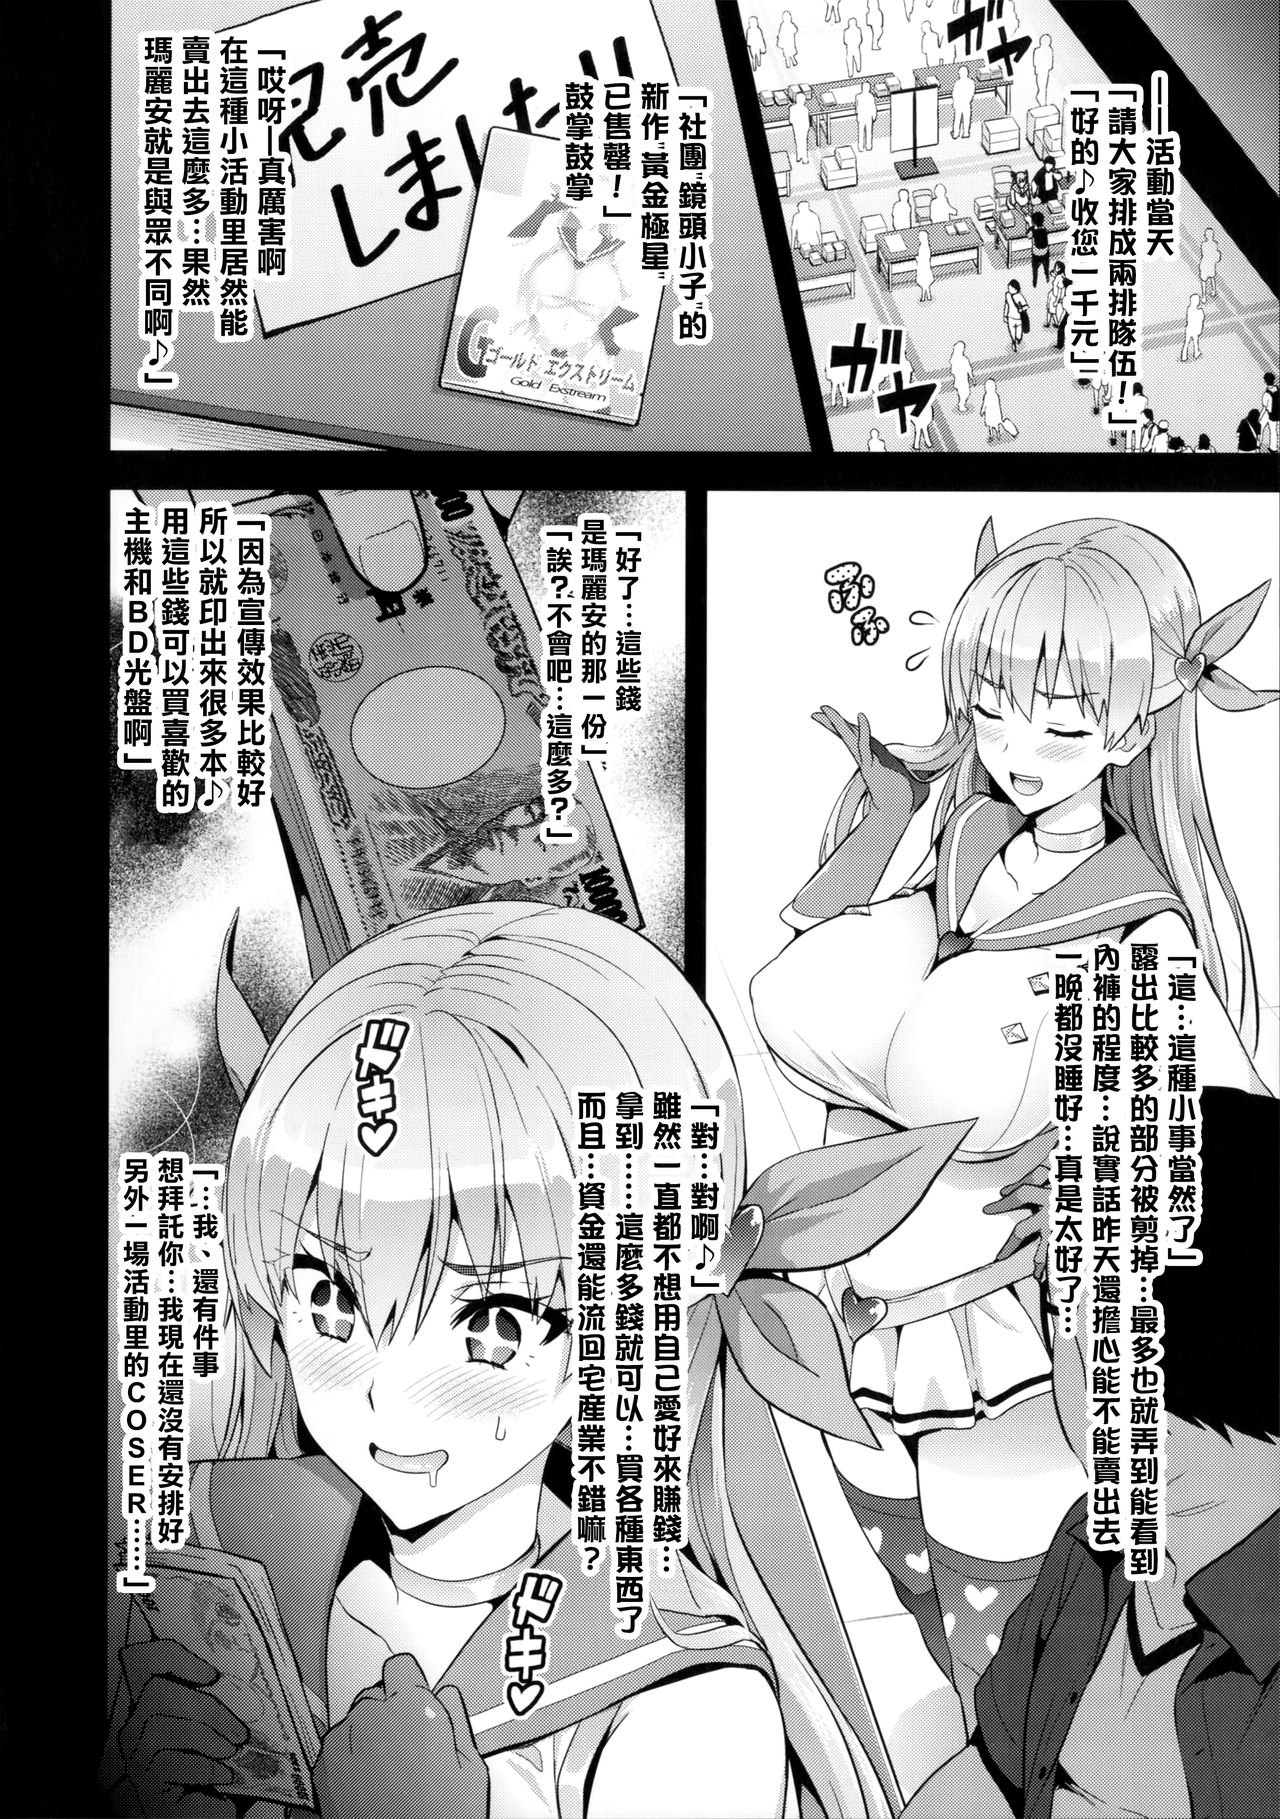 ——活動當天
「請大家排成兩排隊伍！」
「好的♪收您一千元」
ガヤ
ガヤ
完売
しました!!
ゴールド エクストリーム
Gold Exstream
「社團"鏡頭小子"的
新作"黃金極星"
已售罄！」
鼓掌鼓掌
「哎呀—真厲害啊
在這種小活動里居然能
賣出去這麼多…果然
瑪麗安就是與眾不同啊♪」
「這…這種小事當然了」
露出比較多的部分被剪掉…最多也就弄到能看到
內褲的程度…說實話昨天還擔心能不能賣出去
一晚都沒睡好…真是太好了…
「好了…這些錢
是瑪麗安的那一份」
「誒？不會吧…這麼多？」
「因為宣傳效果比較好
所以就印出來很多本♪
用這些錢可以買喜歡的
主機和BD光盤啊」
1000
「對…對啊♪」
雖然一直都不想用自己愛好來賺錢…
拿到……這麼多錢就可以…買各種東西了
而且…資金還能流回宅產業不錯嘛？
ドキ♡
ドキ♡
「…我、還有件事
想拜託你…我現在還沒有安排好
另外一場活動里的COSER……」